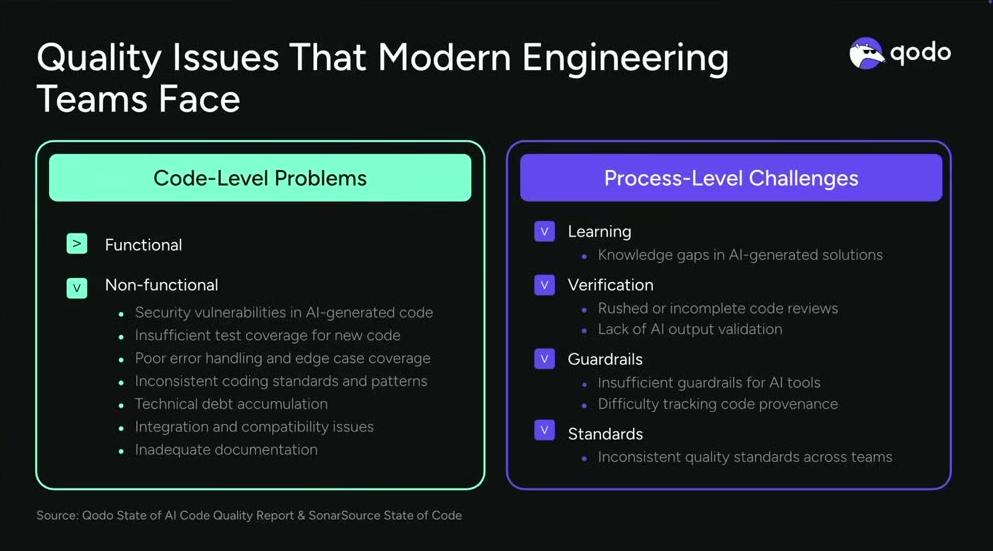 Quality Issues That Modern Engineering
Teams Face
qodo
Code-Level Problems
> Functional
v Non-functional
• Security vulnerabilities in AI-generated code
• Insufficient test coverage for new code
• Poor error handling and edge case coverage
• Inconsistent coding standards and patterns
• Technical debt accumulation
• Integration and compatibility issues
• Inadequate documentation
Process-Level Challenges
v Learning
• Knowledge gaps in AI-generated solutions
v Verification
• Rushed or incomplete code reviews
• Lack of AI output validation
v Guardrails
• Insufficient guardrails for AI tools
• Difficulty tracking code provenance
v Standards
• Inconsistent quality standards across teams
Source: Qodo State of AI Code Quality Report & SonarSource State of Code